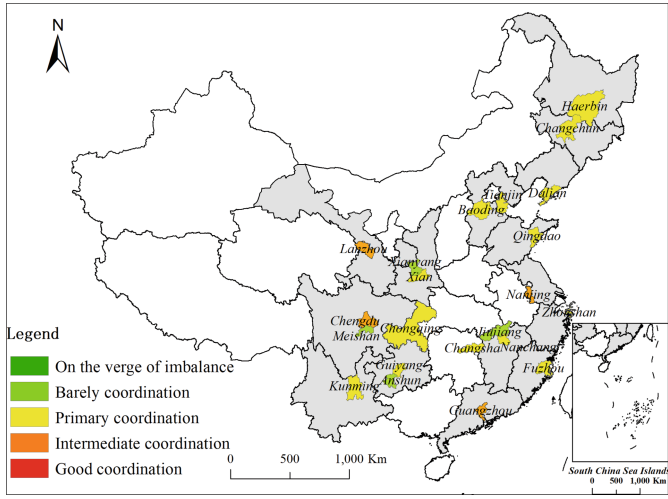 N
Haerbin
Changchun
Dalian
Tianjin
Baoding
Qingdao
Lanzhou
Xianyang
Xian
Nanjing
Zhoushan
Chengdu
Meishan
Chongqing
Jiujiang
Changsha
Nanchang
Guiyang
Anshun
Kunming
Fuzhou
Guangzhou
Legend
On the verge of imbalance
Barely coordination
Primary coordination
Intermediate coordination
Good coordination
0 500 1,000 Km
South China Sea Islands
0 500 1,000 Km